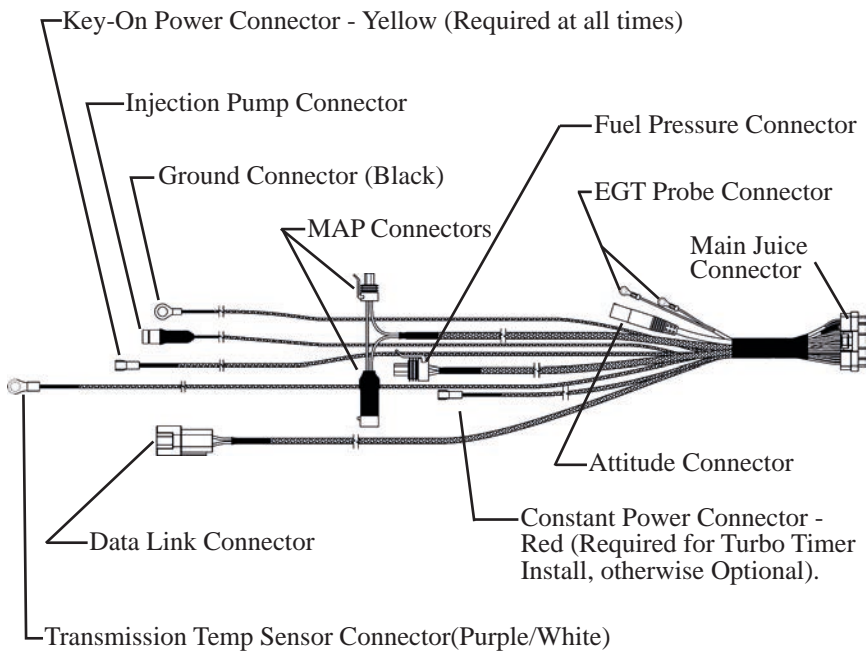 Key-On Power Connector - Yellow (Required at all times)
Injection Pump Connector
Fuel Pressure Connector
Ground Connector (Black)
EGT Probe Connector
MAP Connectors
Main Juice
Connector
Attitude Connector
Constant Power Connector -
Red (Required for Turbo Timer
Install, otherwise Optional).
Data Link Connector
Transmission Temp Sensor Connector(Purple/White)